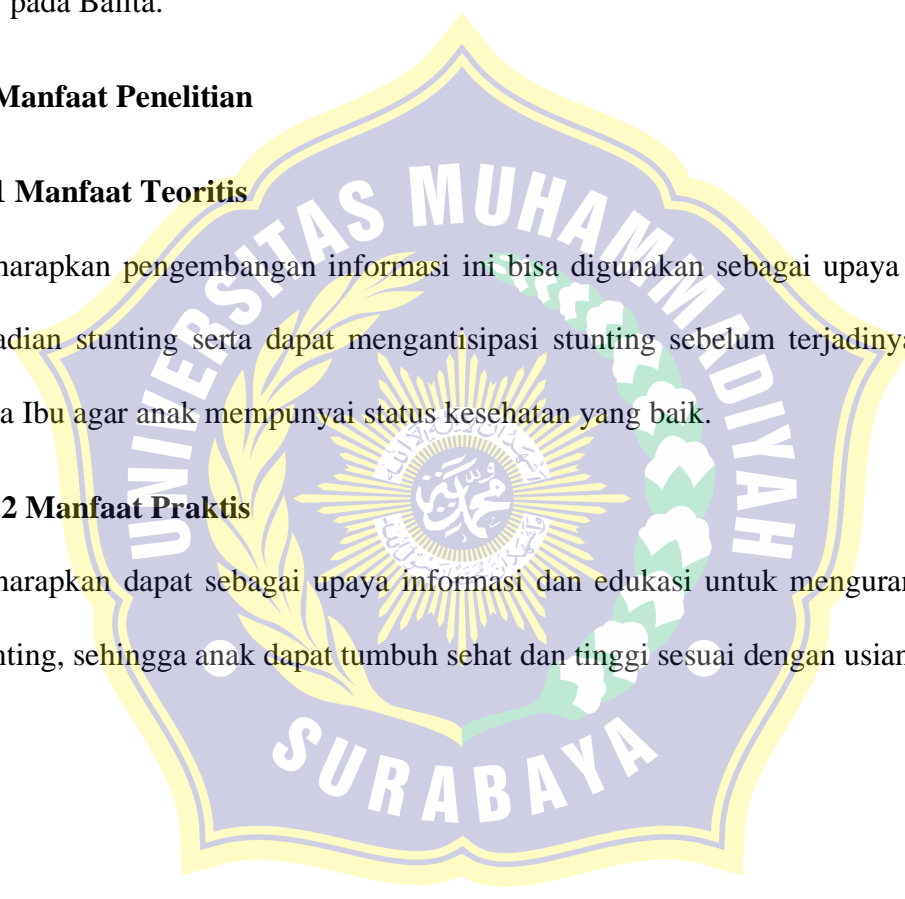 pada Balita.
Manfaat Penelitian
1 Manfaat Teoritis
harapkan pengembangan informasi ini bisa digunakan sebagai upaya
adian stunting serta dapat mengantisipasi stunting sebelum terjadinya
a Ibu agar anak mempunyai status kesehatan yang baik.
2 Manfaat Praktis
harapkan dapat sebagai upaya informasi dan edukasi untuk menguran
nting, sehingga anak dapat tumbuh sehat dan tinggi sesuai dengan usian
UNIVERSITAS MUHAMMADIYAH
SURABAYA